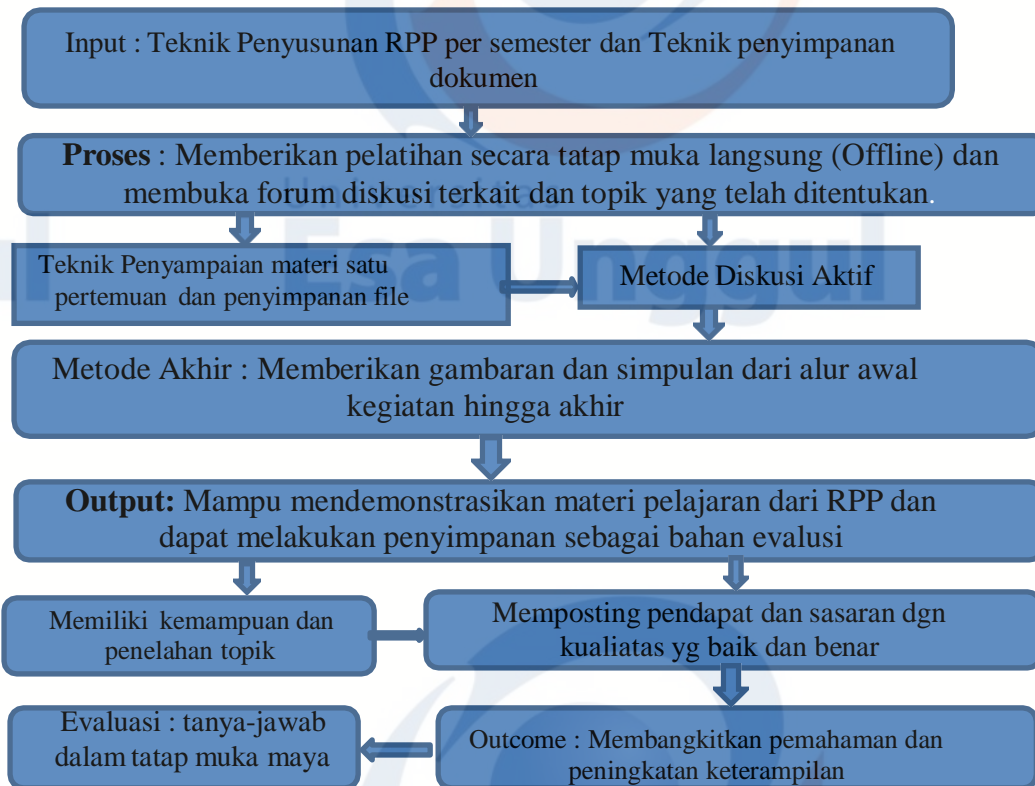 Input : Teknik Penyusunan RPP per semester dan Teknik penyimpanan
dokumen
Proses : Memberikan pelatihan secara tatap muka langsung (Offline) dan
membuka forum diskusi terkait dan topik yang telah ditentukan.
Universitas
Esa Unggul
ul
Teknik Penyampaian materi satu
pertemuan dan penyimpanan file
Metode Diskusi Aktif
Metode Akhir : Memberikan gambaran dan simpulan dari alur awal
kegiatan hingga akhir
Output: Mampu mendemonstrasikan materi pelajaran dari RPP dan
dapat melakukan penyimpanan sebagai bahan evalusi
Memiliki kemampuan dan
penelahan topik
Memposting pendapat dan sasaran dgn
kualiatas yg baik dan benar
Evaluasi : tanya-jawab
dalam tatap muka maya
Outcome : Membangkitkan pemahaman dan
peningkatan keterampilan